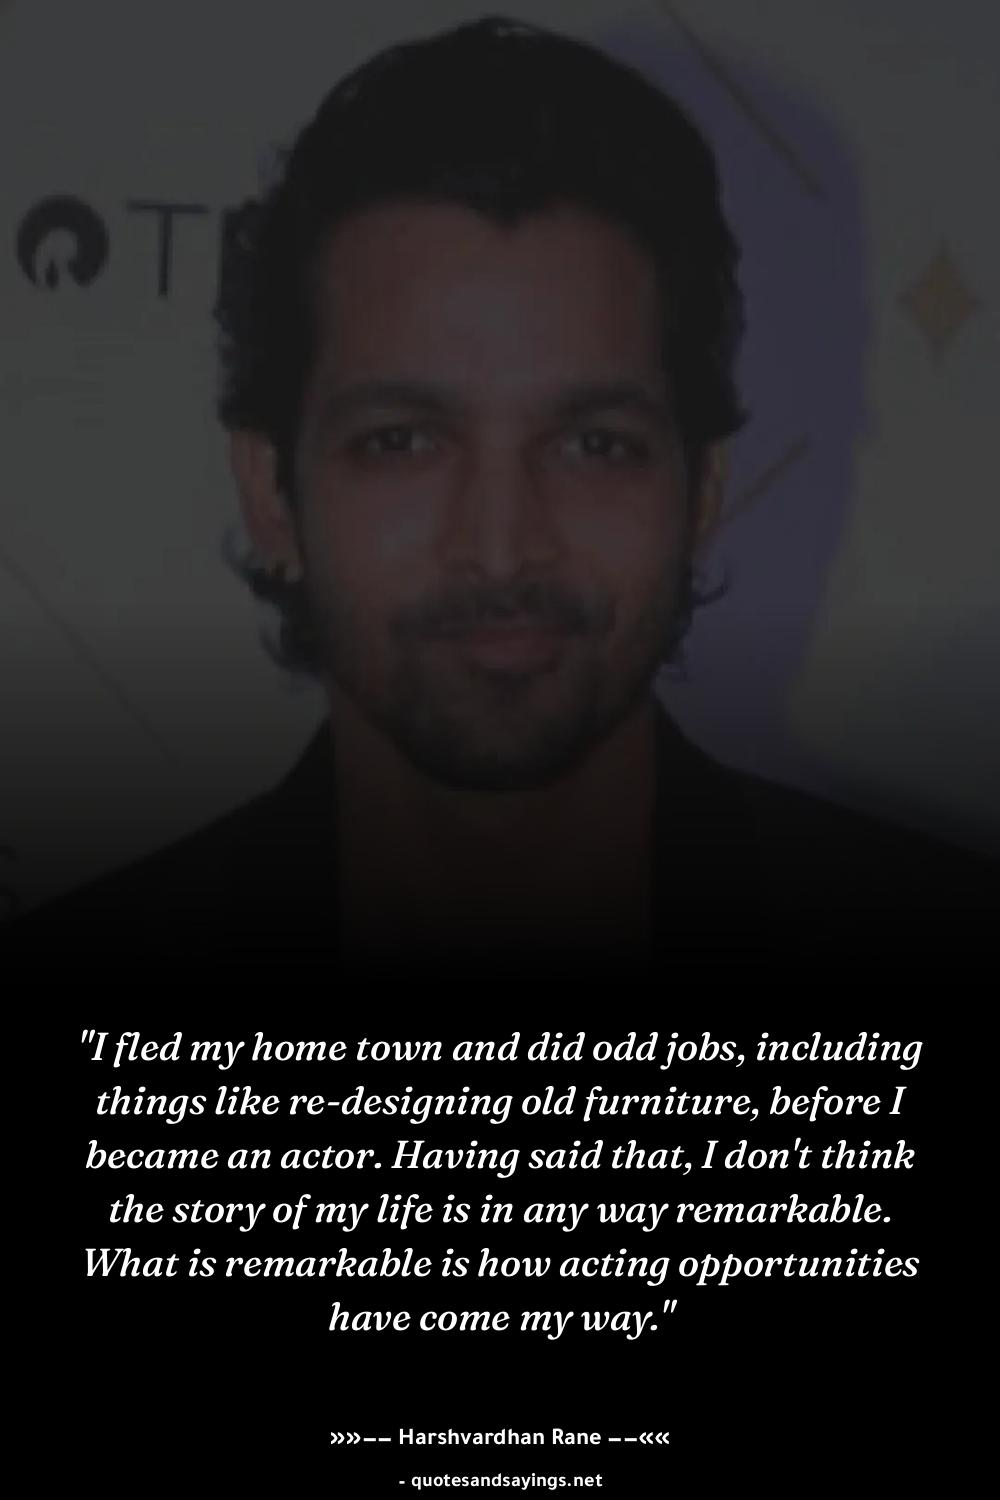 T
"I fled my home town and did odd jobs, including
things like re-designing old furniture, before I
became an actor. Having said that, I don't think
the story of my life is in any way remarkable.
What is remarkable is how acting opportunities
have come my way."
»»−− Harshvardhan Rane −−««
- quotesandsayings.net